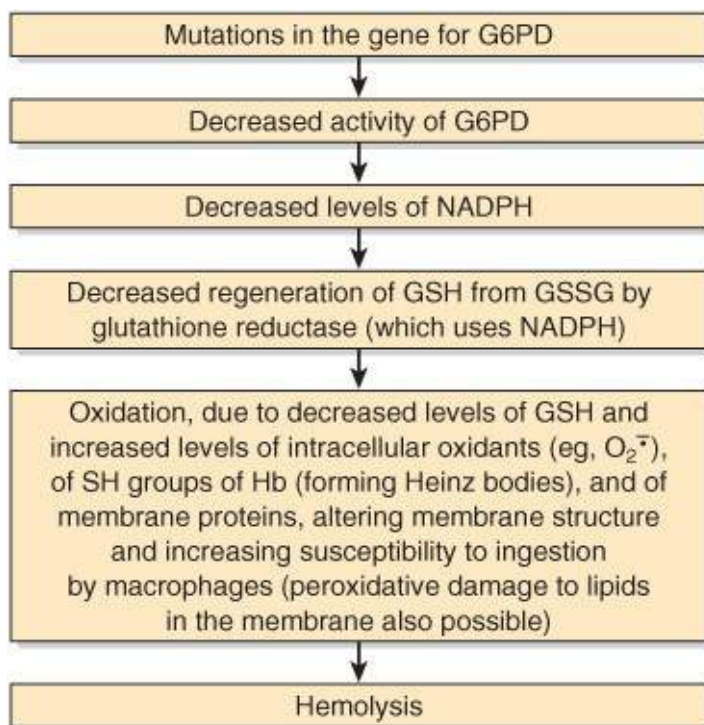 Mutations in the gene for G6PD
Decreased activity of G6PD
Decreased levels of NADPH
Decreased regeneration of GSH from GSSG by
glutathione reductase (which uses NADPH)
Oxidation, due to decreased levels of GSH and
increased levels of intracellular oxidants (eg, O₂⁻•),
of SH groups of Hb (forming Heinz bodies), and of
membrane proteins, altering membrane structure
and increasing susceptibility to ingestion
by macrophages (peroxidative damage to lipids
in the membrane also possible)
Hemolysis